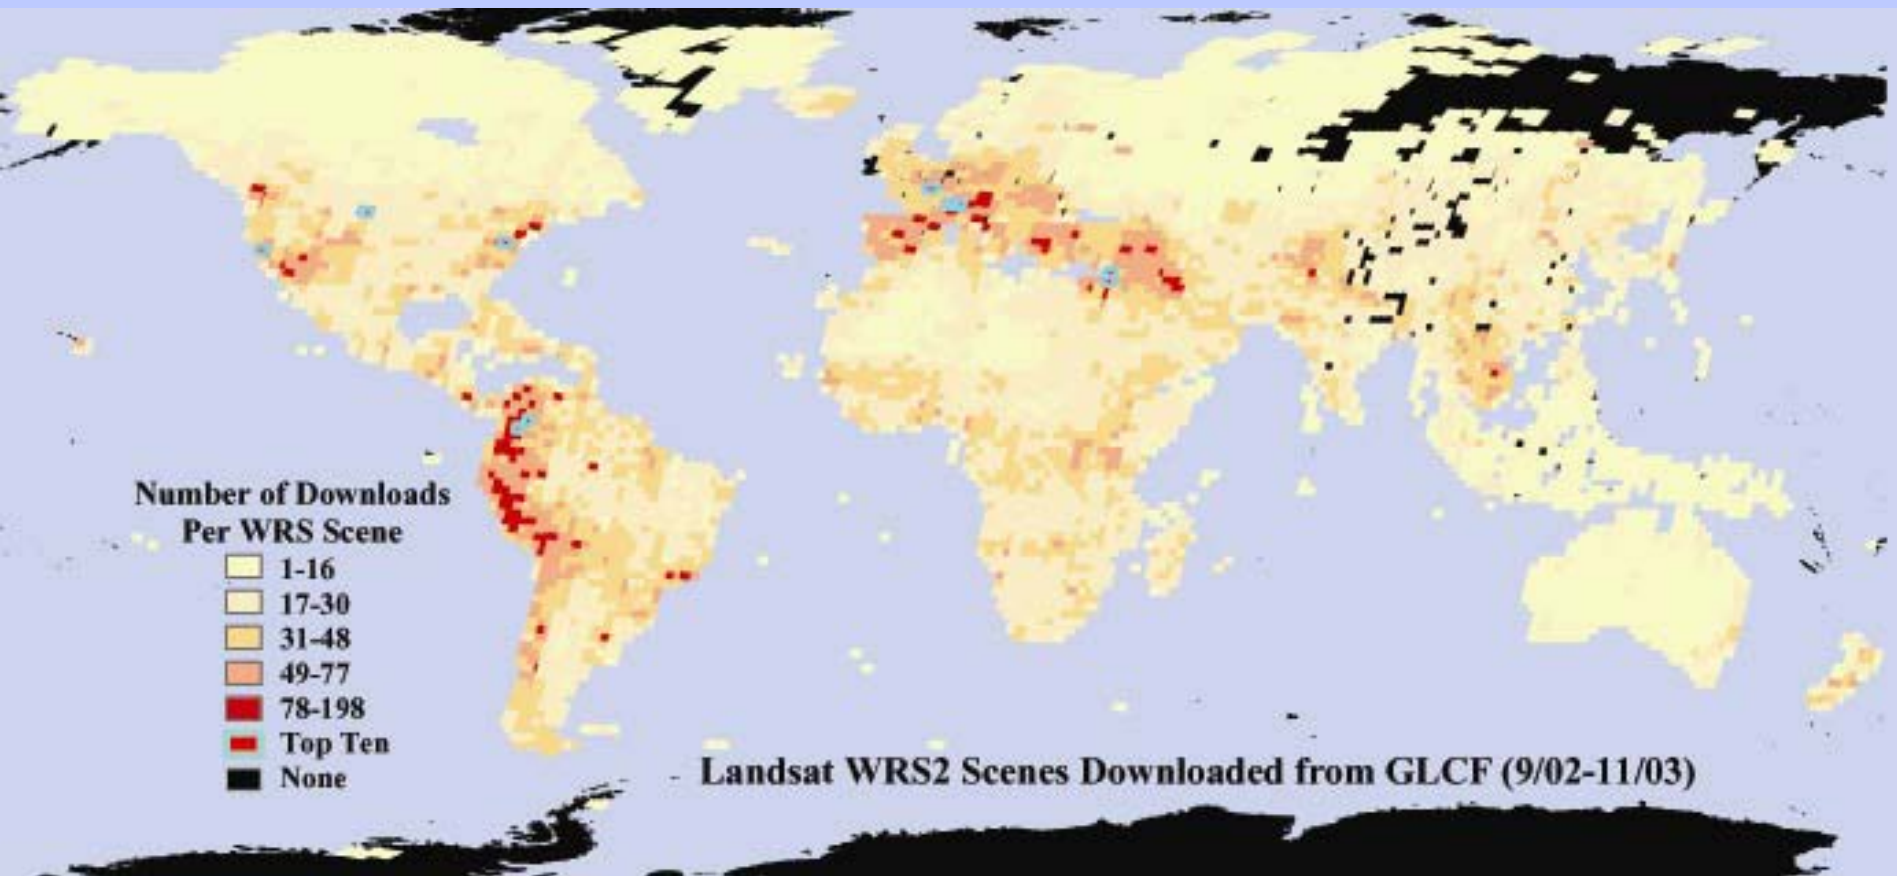 Number of Downloads
Per WRS Scene
1-16
17-30
31-48
49-77
78-198
Top Ten
None
Landsat WRS2 Scenes Downloaded from GLCF (9/02-11/03)